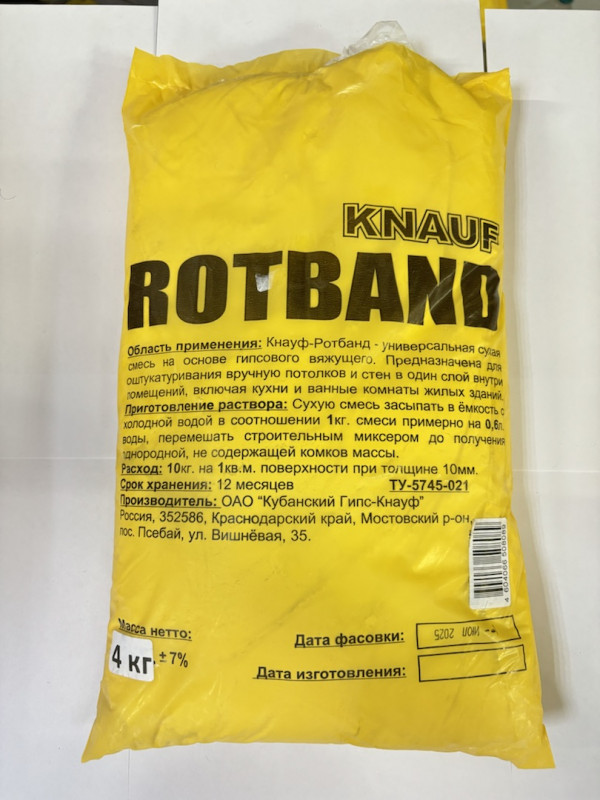 KNAUF
ROTBAND
Область применения: Кнауф-Ротбанд - универсальная сухая
смесь на основе гипсового вяжущего. Предназначена для
оштукатуривания вручную потолков и стен в один слой внутри
помещений, включая кухни и ванные комнаты жилых зданий.
Приготовление раствора: Сухую смесь засыпать в ёмкость с
холодной водой в соотношении 1кг. смеси примерно на 0,6л.
воды, перемешать строительным миксером до получения
однородной, не содержащей комков массы.
Расход: 10кг. на 1кв.м. поверхности при толщине 10мм.
Срок хранения: 12 месяцев ТУ-5745-021
Производитель: ОАО "Кубанский Гипс-Кнауф"
Россия, 352586, Краснодарский край, Мостовский р-он,
пос. Псебай, ул. Вишнёвая, 35.
Масса нетто:
4 кг. ± 7%
Дата фасовки: ИЮЛ 2025
Дата изготовления: